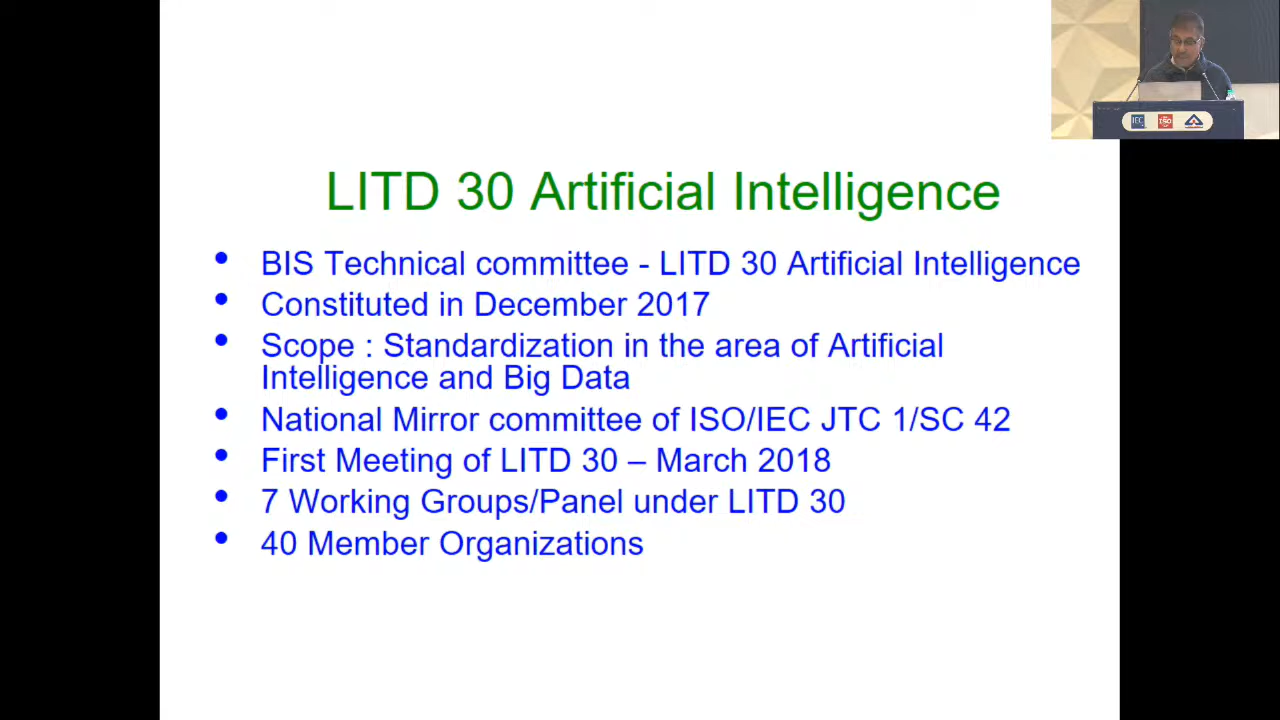 IEC
ISO
LITD 30 Artificial Intelligence
• BIS Technical committee - LITD 30 Artificial Intelligence
• Constituted in December 2017
• Scope : Standardization in the area of Artificial
Intelligence and Big Data
• National Mirror committee of ISO/IEC JTC 1/SC 42
• First Meeting of LITD 30 – March 2018
• 7 Working Groups/Panel under LITD 30
• 40 Member Organizations